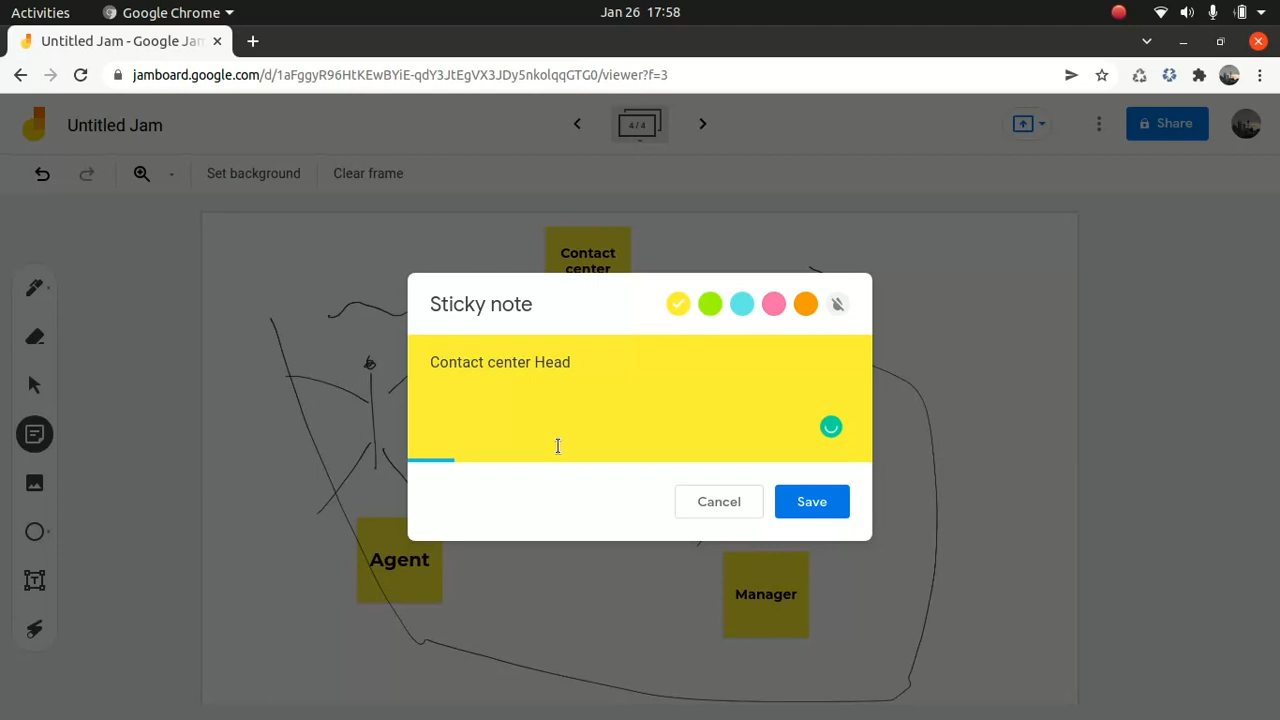 Activities
Google Chrome
Jan 26 17:58
Untitled Jam - Google Jam
jamboard.google.com/d/1aFggyR96HtKEwBYiE-qdY3JtEgVX3JDy5nkolqqGTG0/viewer?f=3
Untitled Jam
4 / 4
Share
Set background
Clear frame
Contact
center
Sticky note
Contact center Head
Cancel
Save
Agent
Manager